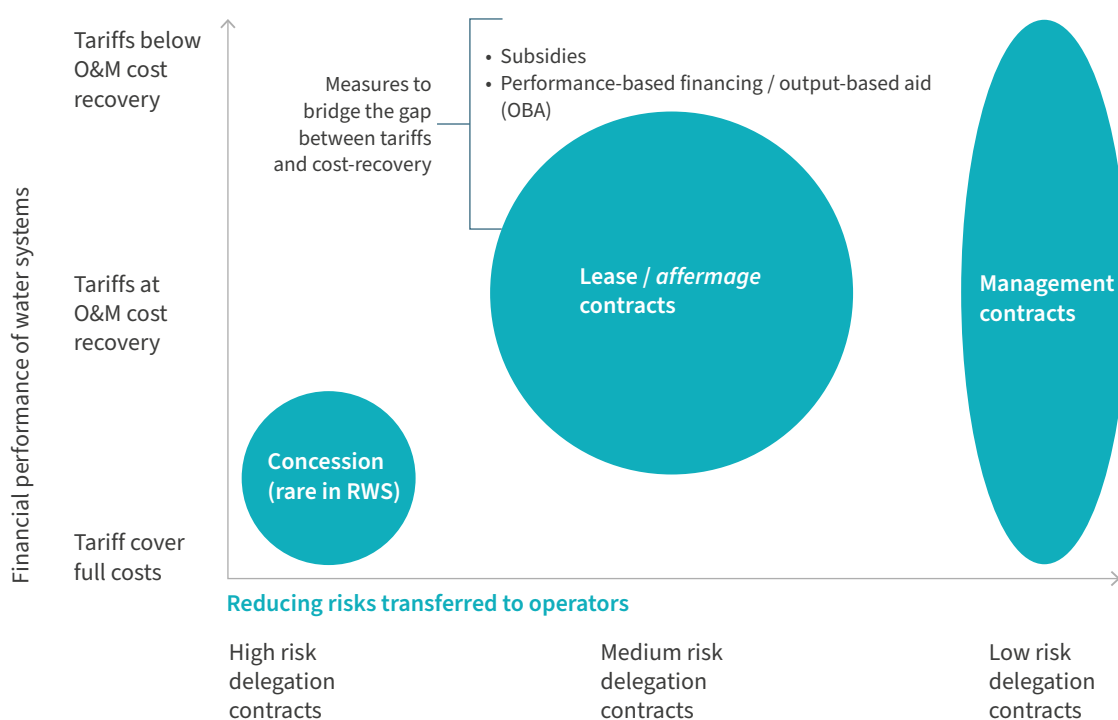 Tariffs below
O&M cost
recovery
Measures to
bridge the gap
between tariffs
and cost-recovery
• Subsidies
• Performance-based financing / output-based aid
(OBA)
Financial performance of water systems
Tariffs at
O&M cost
recovery
Lease / affermage
contracts
Management
contracts
Concession
(rare in RWS)
Tariff cover
full costs
Reducing risks transferred to operators
High risk
delegation
contracts
Medium risk
delegation
contracts
Low risk
delegation
contracts